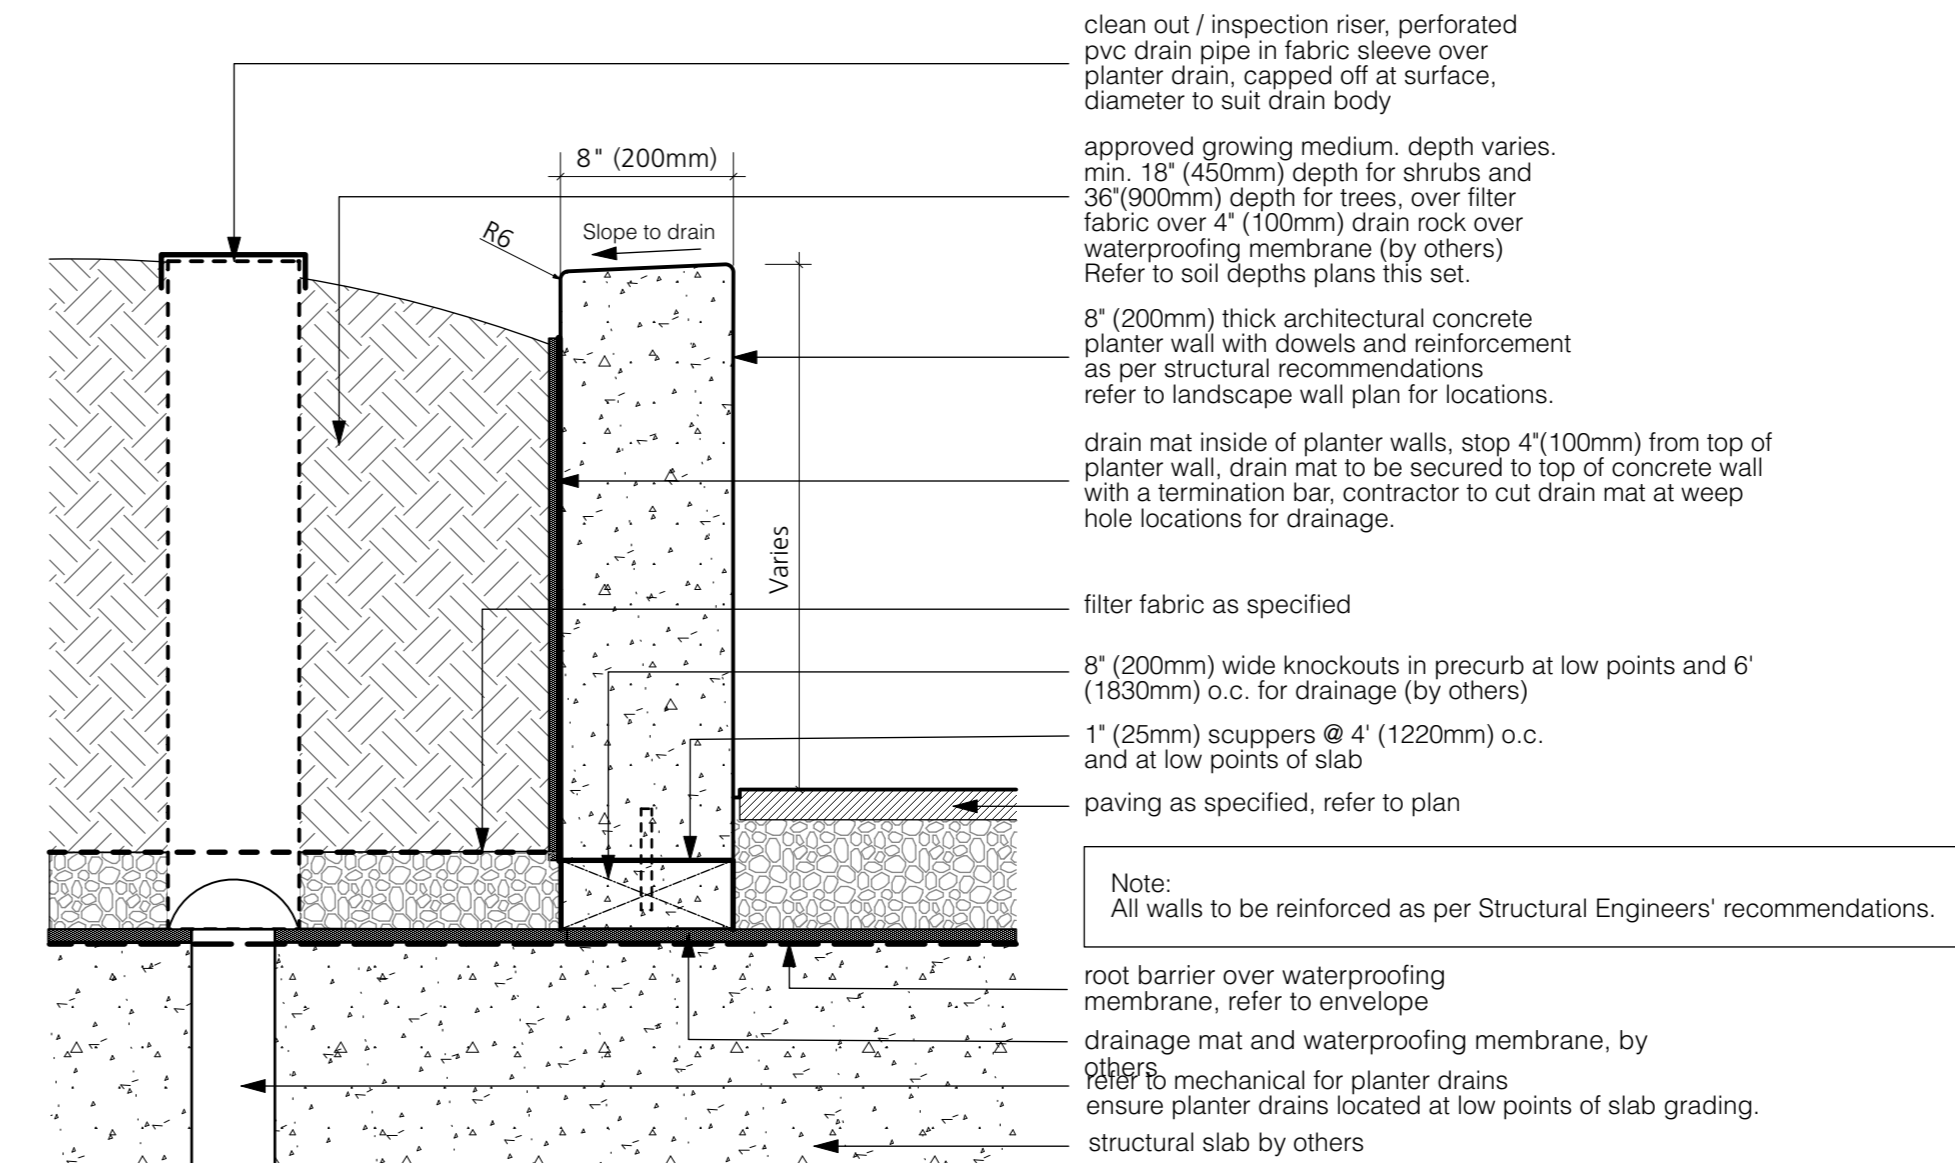 clean out / inspection riser, perforated
pvc drain pipe in fabric sleeve over
planter drain, capped off at surface,
diameter to suit drain body
8" (200mm)
approved growing medium. depth varies.
min. 18" (450mm) depth for shrubs and
36"(900mm) depth for trees, over filter
fabric over 4" (100mm) drain rock over
waterproofing membrane (by others)
Refer to soil depths plans this set.
R6
Slope to drain
8" (200mm) thick architectural concrete
planter wall with dowels and reinforcement
as per structural recommendations
refer to landscape wall plan for locations.
drain mat inside of planter walls, stop 4"(100mm) from top of
planter wall, drain mat to be secured to top of concrete wall
with a termination bar, contractor to cut drain mat at weep
hole locations for drainage.
Varies
filter fabric as specified
8" (200mm) wide knockouts in precurb at low points and 6'
(1830mm) o.c. for drainage (by others)
1" (25mm) scuppers @ 4' (1220mm) o.c.
and at low points of slab
paving as specified, refer to plan
Note:
All walls to be reinforced as per Structural Engineers' recommendations.
root barrier over waterproofing
membrane, refer to envelope
drainage mat and waterproofing membrane, by
others
refer to mechanical for planter drains
ensure planter drains located at low points of slab grading.
structural slab by others